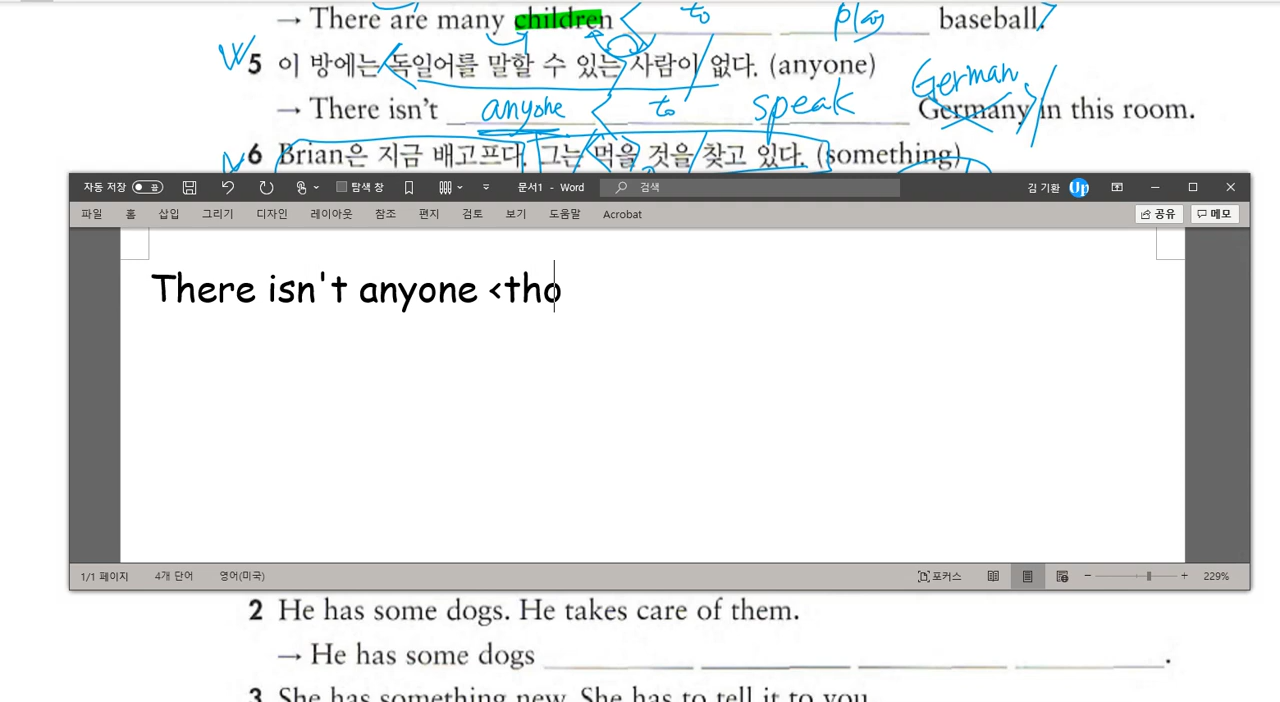 → There are many children to play baseball.
5 이 방에는 독일어를 말할 수 있는 사람이 없다. (anyone)
German
→ There isn't anyone to speak Germany in this room.
6 Brian은 지금 배고프다. 그는 먹을 것을 찾고 있다. (something)
자동 저장 끔 탐색 창 문서1 - Word 검색 김 기환 Up
파일 홈 삽입 그리기 디자인 레이아웃 참조 편지 검토 보기 도움말 Acrobat 공유 메모
There isn't anyone <tho
1/1 페이지 4개 단어 영어(미국) 포커스 229%
2 He has some dogs. He takes care of them.
→ He has some dogs ____ ____ ____ ____.
3 She has something new. She has to tell it to you.